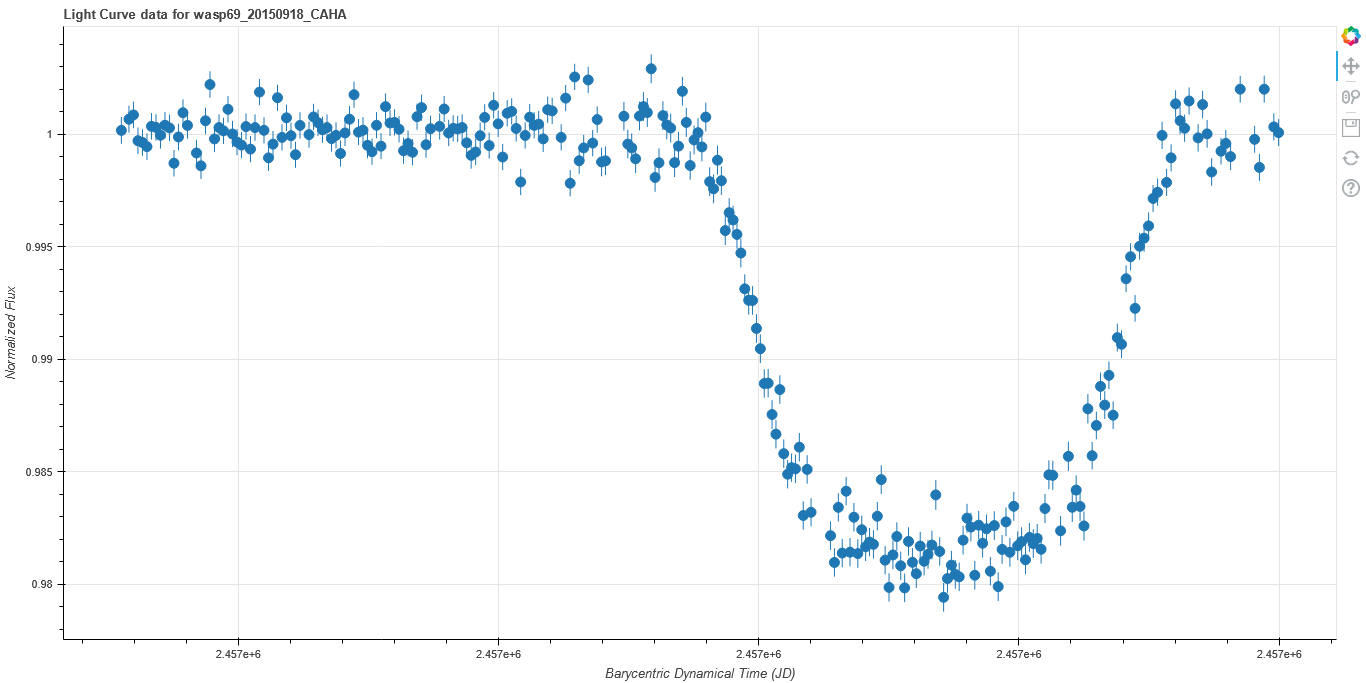 Light Curve data for wasp69_20150918_CAHA
1
0.995
0.99
0.985
0.98
Normalized Flux
2.457e+6 2.457e+6 2.457e+6 2.457e+6 2.457e+6
Barycentric Dynamical Time (JD)